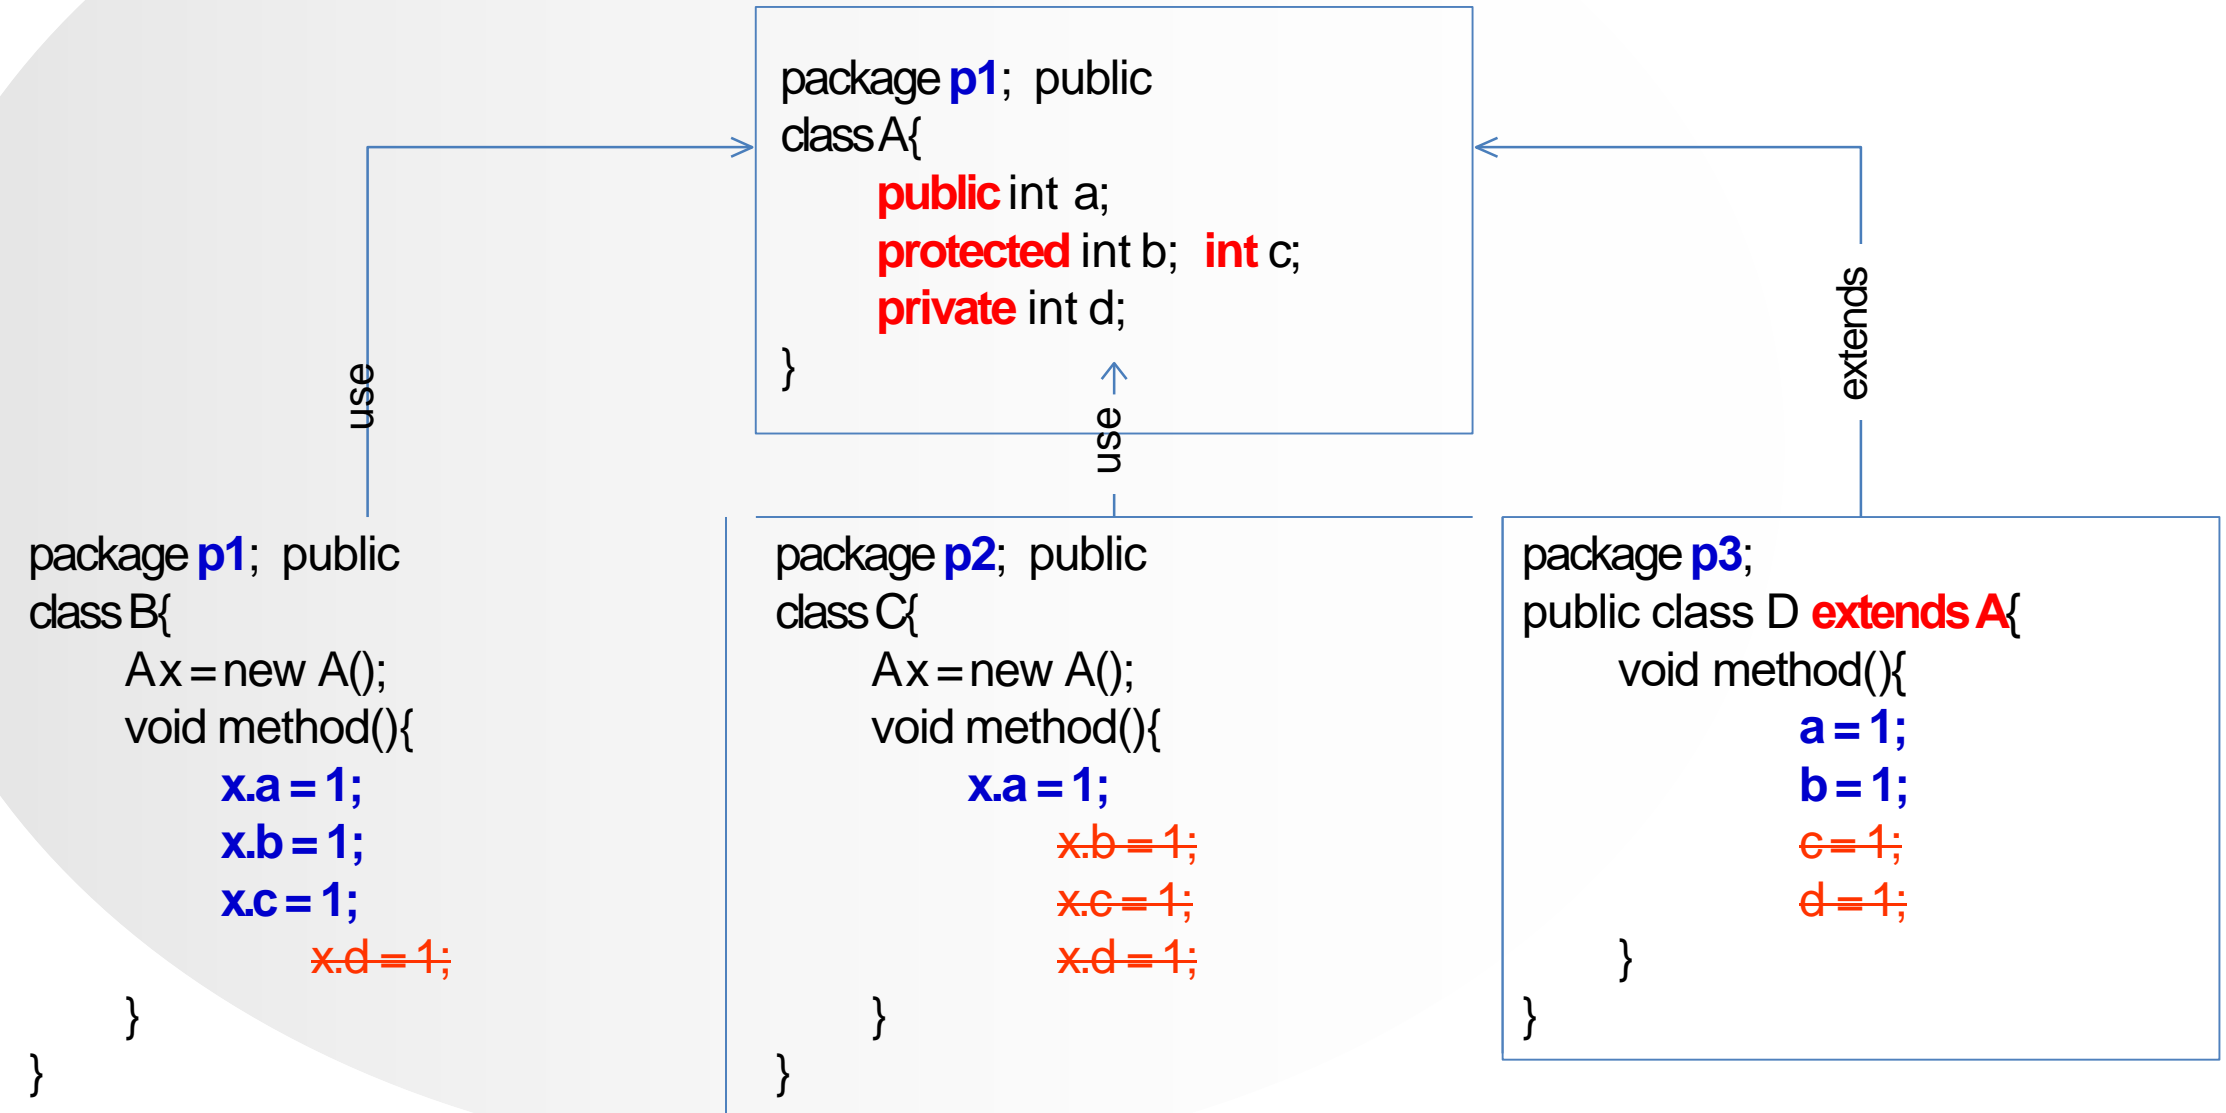 package p1; public
class A{
public int a;
protected int b; int c;
private int d;
}
use
use
extends
package p1; public
class B{
A x = new A();
void method(){
x.a = 1;
x.b = 1;
x.c = 1;
x.d = 1;
}
}
package p2; public
class C{
A x = new A();
void method(){
x.a = 1;
x.b = 1;
x.c = 1;
x.d = 1;
}
}
package p3;
public class D extends A{
void method(){
a = 1;
b = 1;
c = 1;
d = 1;
}
}